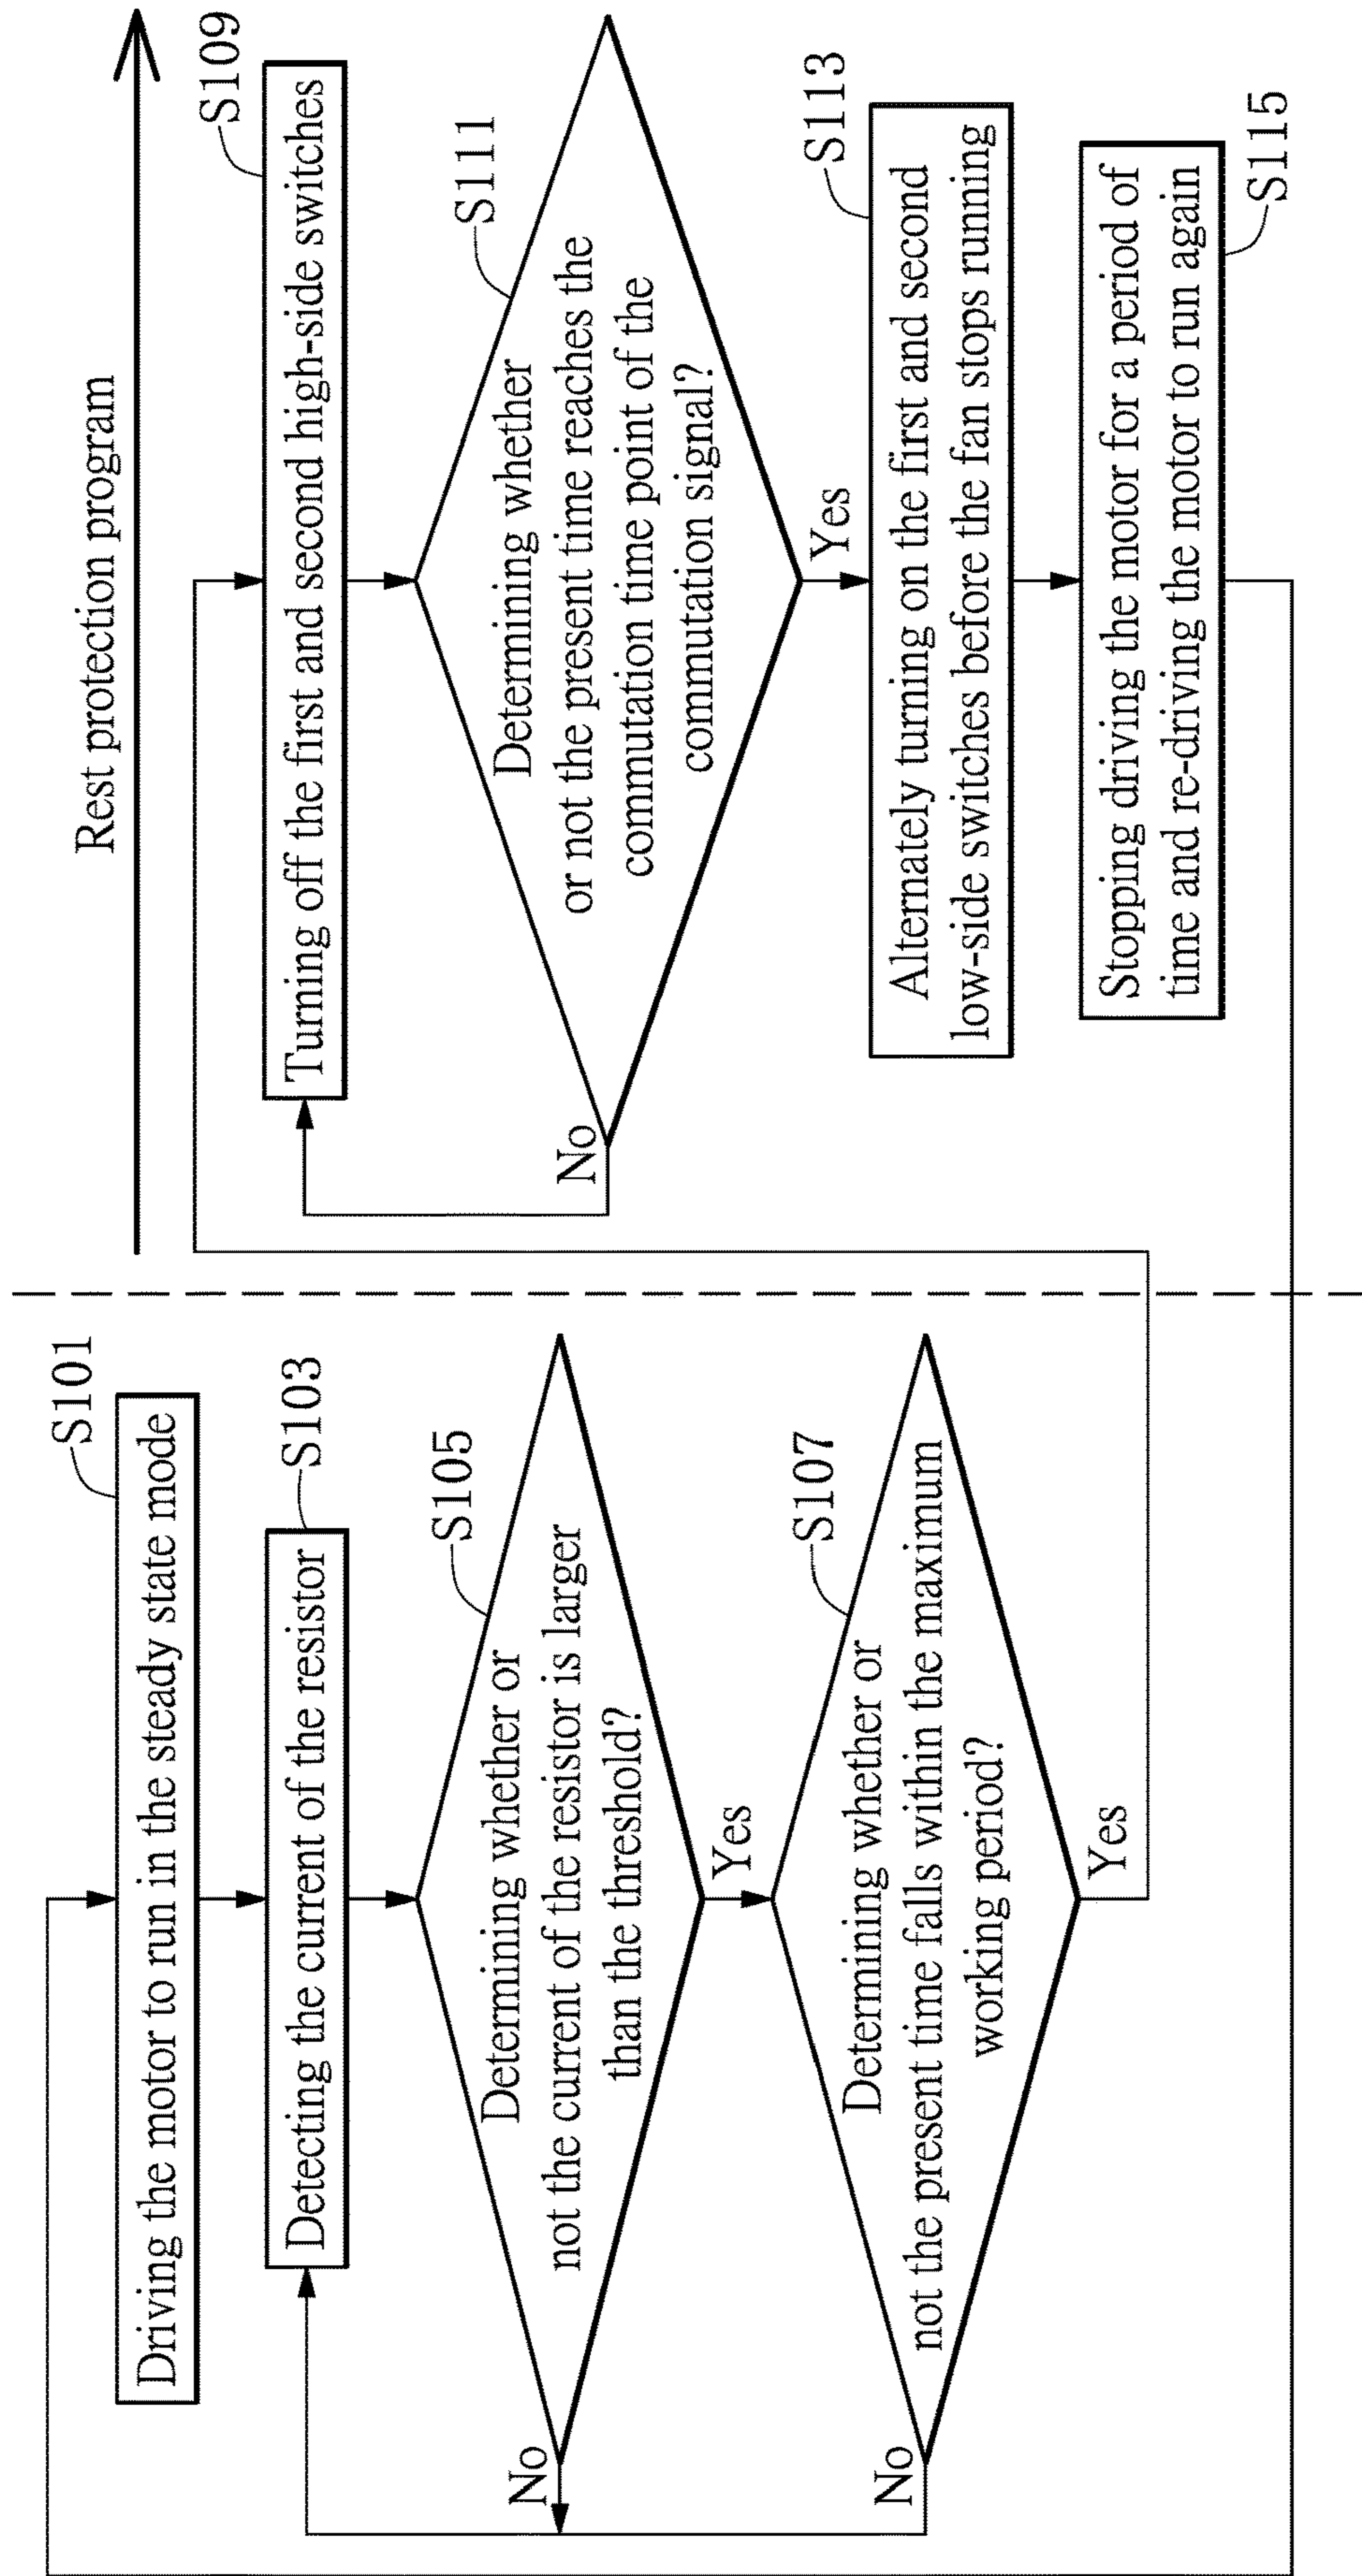 S101
Driving the motor to run in the steady state mode
S103
Detecting the current of the resistor
S105
Determining whether or
not the current of the resistor is larger
than the threshold?
No
Yes
S107
Determining whether or
not the present time falls within the maximum
working period?
No
Yes
Rest protection program
S109
Turning off the first and second high-side switches
S111
Determining whether
or not the present time reaches the
commutation time point of the
commutation signal?
No
Yes
S113
Alternately turning on the first and second
low-side switches before the fan stops running
Stopping driving the motor for a period of
time and re-driving the motor to run again
S115